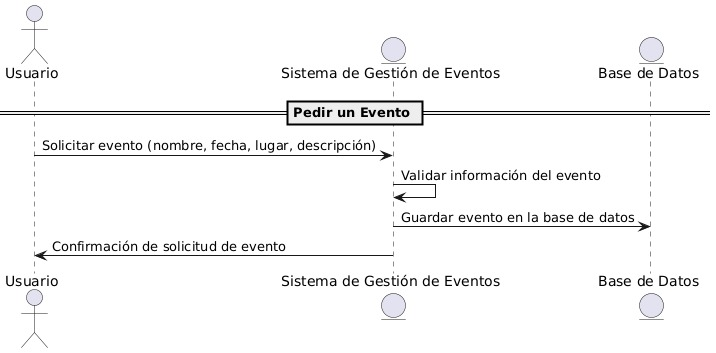 Usuario
Sistema de Gestión de Eventos
Base de Datos
Pedir un Evento
Solicitar evento (nombre, fecha, lugar, descripción)
Validar información del evento
Guardar evento en la base de datos
Confirmación de solicitud de evento
Usuario
Sistema de Gestión de Eventos
Base de Datos